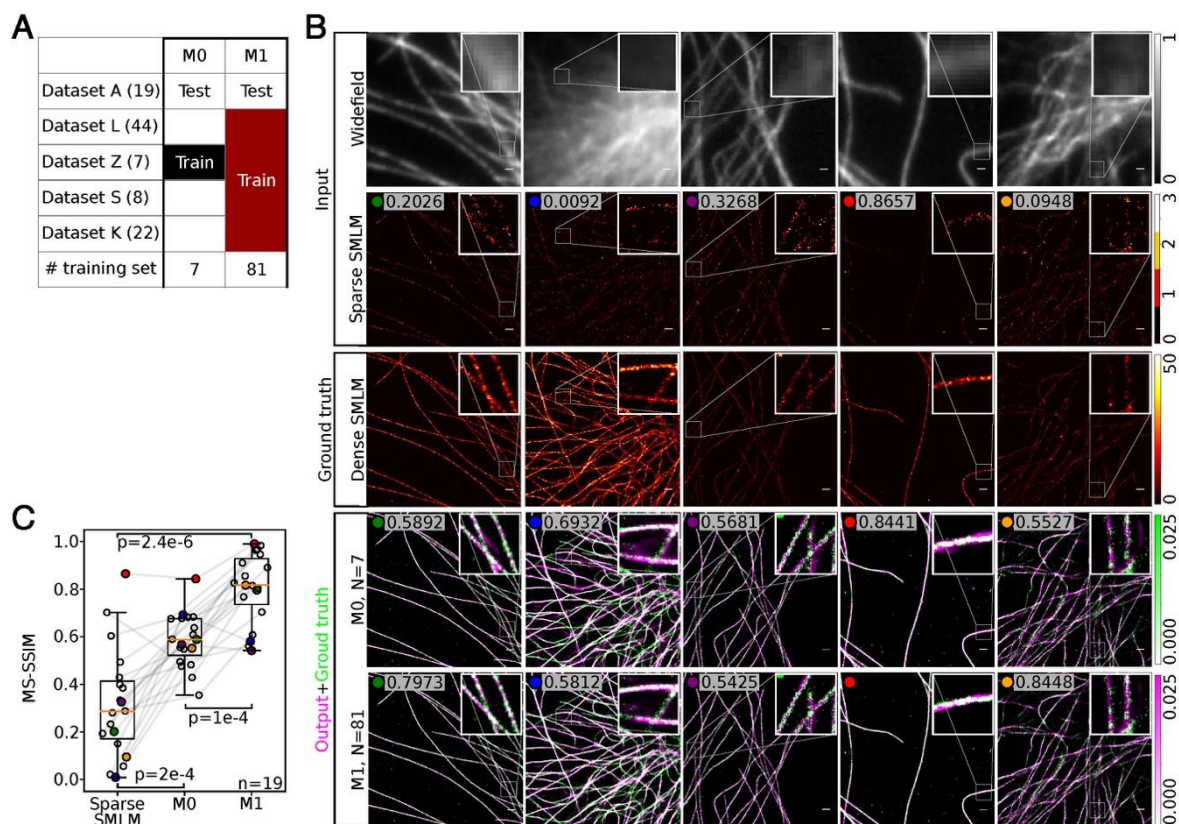 A
M0 M1
Dataset A (19) Test Test
Dataset L (44)
Dataset Z (7) Train Train
Dataset S (8)
Dataset K (22)
# training set 7 81
B
Input
Widefield
1
0
Sparse SMLM
0.2026 0.0092 0.3268 0.8657 0.0948
3
2
1
0
Ground truth
Dense SMLM
50
0
Output+Groud truth
M0, N=7
0.5892 0.6932 0.5681 0.8441 0.5527
0.025
0.000
M1, N=81
0.7973 0.5812 0.5425 0.8448
0.025
0.000
C
MS-SSIM
1.0
0.8
0.6
0.4
0.2
0.0
p=2.4e-6
p=1e-4
p=2e-4
n=19
Sparse M0 M1
SMLM